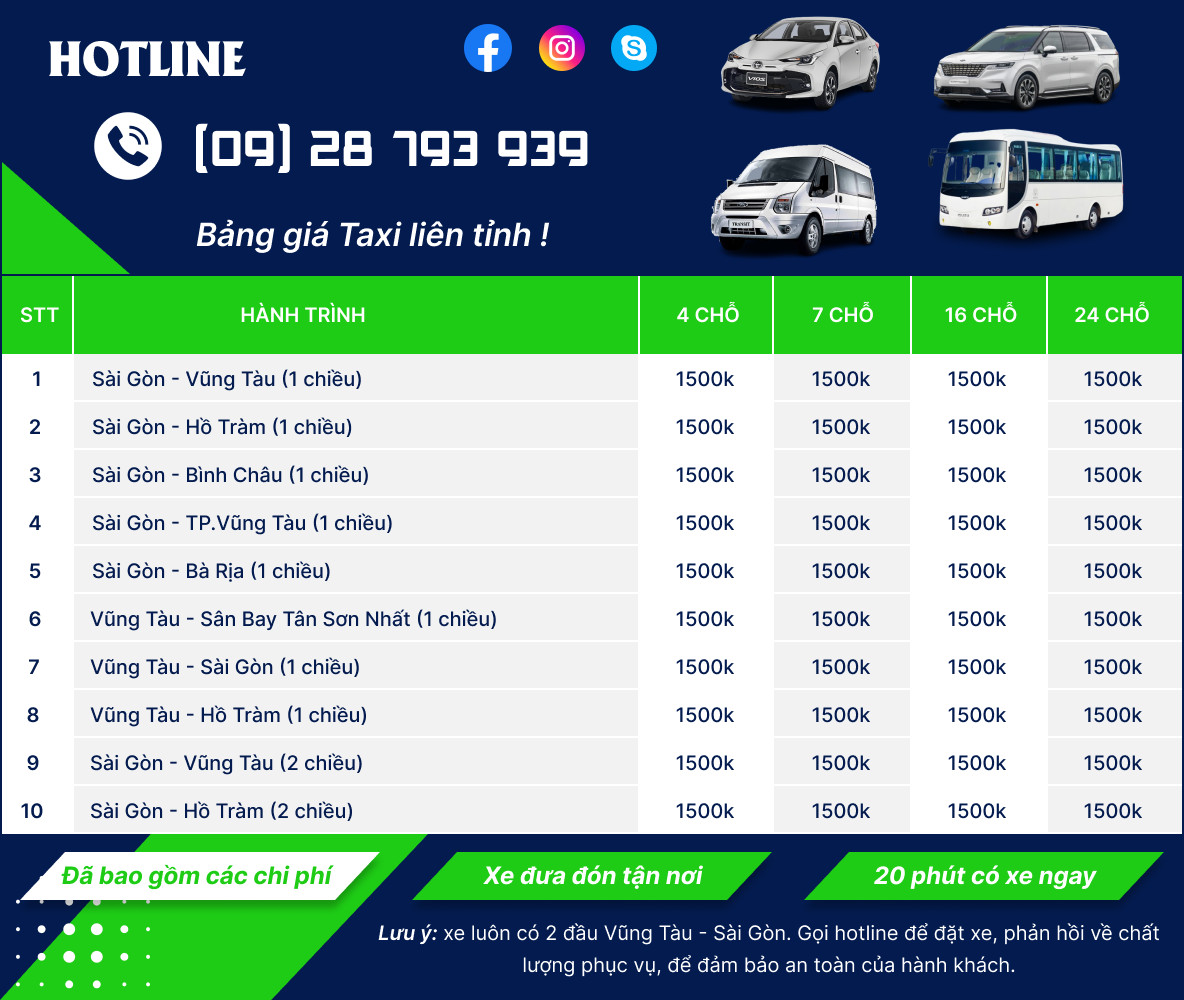 HOTLINE
(09) 28 793 939
Bảng giá Taxi liên tỉnh !
VIOS
TRANSIT
STT HÀNH TRÌNH 4 CHỖ 7 CHỖ 16 CHỖ 24 CHỖ
1 Sài Gòn - Vũng Tàu (1 chiều) 1500k 1500k 1500k 1500k
2 Sài Gòn - Hồ Tràm (1 chiều) 1500k 1500k 1500k 1500k
3 Sài Gòn - Bình Châu (1 chiều) 1500k 1500k 1500k 1500k
4 Sài Gòn - TP.Vũng Tàu (1 chiều) 1500k 1500k 1500k 1500k
5 Sài Gòn - Bà Rịa (1 chiều) 1500k 1500k 1500k 1500k
6 Vũng Tàu - Sân Bay Tân Sơn Nhất (1 chiều) 1500k 1500k 1500k 1500k
7 Vũng Tàu - Sài Gòn (1 chiều) 1500k 1500k 1500k 1500k
8 Vũng Tàu - Hồ Tràm (1 chiều) 1500k 1500k 1500k 1500k
9 Sài Gòn - Vũng Tàu (2 chiều) 1500k 1500k 1500k 1500k
10 Sài Gòn - Hồ Tràm (2 chiều) 1500k 1500k 1500k 1500k
Đã bao gồm các chi phí Xe đưa đón tận nơi 20 phút có xe ngay
Lưu ý: xe luôn có 2 đầu Vũng Tàu - Sài Gòn. Gọi hotline để đặt xe, phản hồi về chất
lượng phục vụ, để đảm bảo an toàn của hành khách.